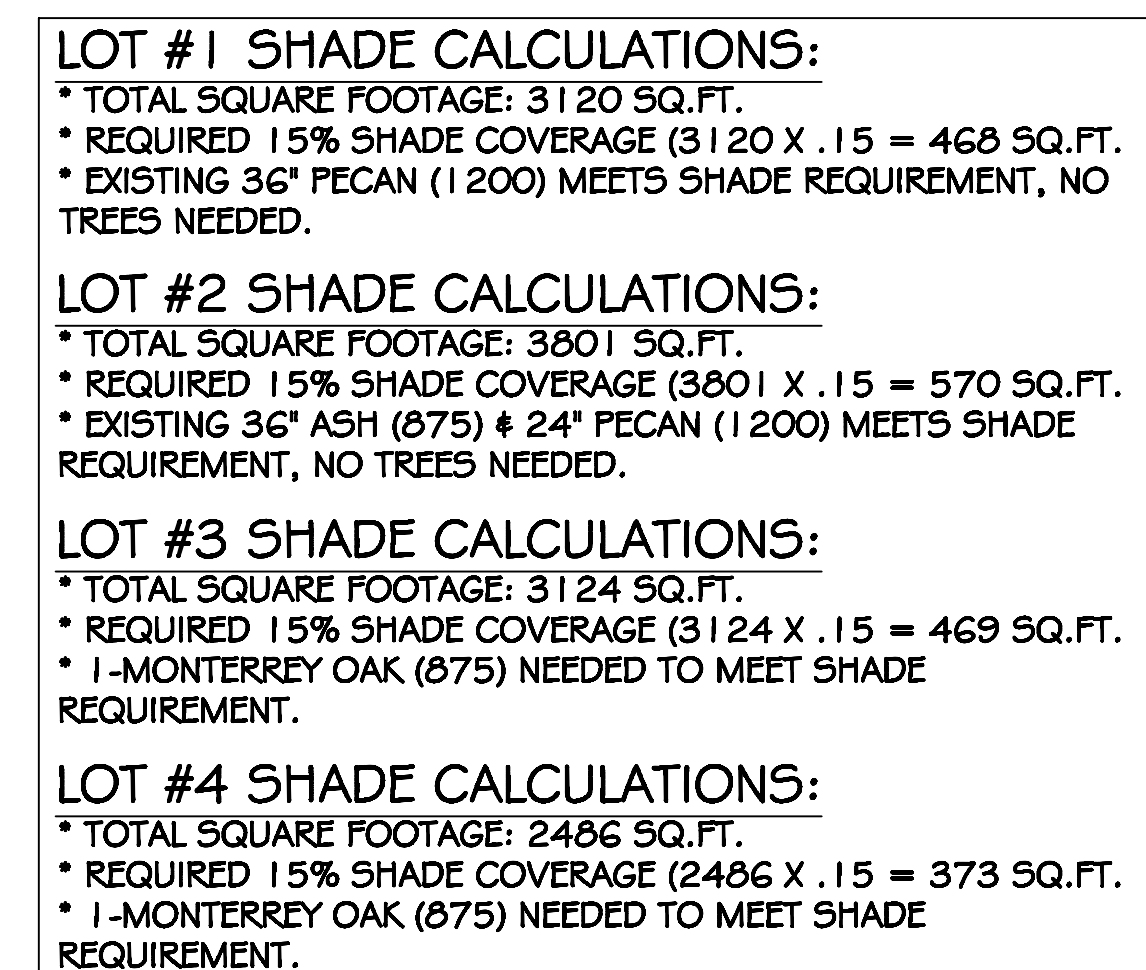 LOT #1 SHADE CALCULATIONS:
* TOTAL SQUARE FOOTAGE: 3120 SQ.FT.
* REQUIRED 15% SHADE COVERAGE (3120 X .15 = 468 SQ.FT.
* EXISTING 36" PECAN (1200) MEETS SHADE REQUIREMENT, NO
TREES NEEDED.
LOT #2 SHADE CALCULATIONS:
* TOTAL SQUARE FOOTAGE: 3801 SQ.FT.
* REQUIRED 15% SHADE COVERAGE (3801 X .15 = 570 SQ.FT.
* EXISTING 36" ASH (875) & 24" PECAN (1200) MEETS SHADE
REQUIREMENT, NO TREES NEEDED.
LOT #3 SHADE CALCULATIONS:
* TOTAL SQUARE FOOTAGE: 3124 SQ.FT.
* REQUIRED 15% SHADE COVERAGE (3124 X .15 = 469 SQ.FT.
* 1-MONTERREY OAK (875) NEEDED TO MEET SHADE
REQUIREMENT.
LOT #4 SHADE CALCULATIONS:
* TOTAL SQUARE FOOTAGE: 2486 SQ.FT.
* REQUIRED 15% SHADE COVERAGE (2486 X .15 = 373 SQ.FT.
* 1-MONTERREY OAK (875) NEEDED TO MEET SHADE
REQUIREMENT.